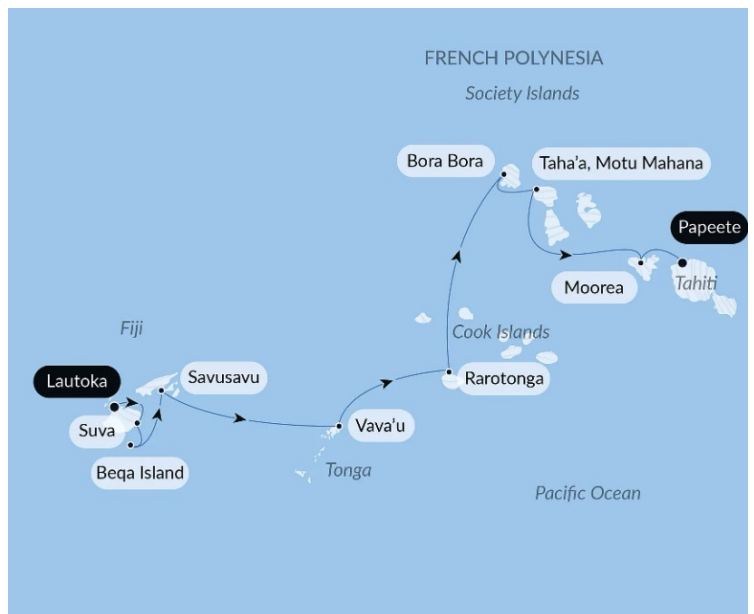 FRENCH POLYNESIA
Society Islands
Bora Bora
Taha'a, Motu Mahana
Papeete
Moorea
Tahiti
Fiji
Cook Islands
Lautoka
Savusavu
Rarotonga
Suva
Vava'u
Beqa Island
Tonga
Pacific Ocean